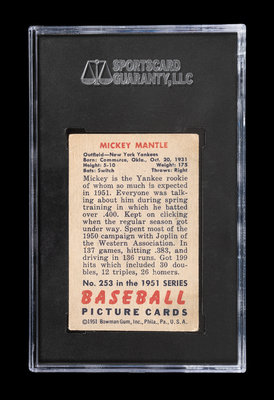 SPORTSCARD
GUARANTY, LLC
MICKEY MANTLE
Outfield—New York Yankees
Born: Commerce, Okla. Oct. 20, 1931
Height: 5-10 Weight: 175
Bats: Switch Throws: Right
Mickey is the Yankee rookie
of whom so much is expected
in 1951. Everyone was talking
about him during spring
training in which he batted
over .400. Kept on clicking
when the regular season got
under way. Spent most of the
1950 campaign with Joplin of
the Western Association. In
137 games, hitting .383, and
driving in 136 runs. Got 199
hits which included 30 dou-
bles, 12 triples, 26 homers.
No. 253 in the 1951 SERIES
BASEBALL
PICTURE CARDS
©1951 Bowman Gum, Inc., Phila., Pa., U. S. A.